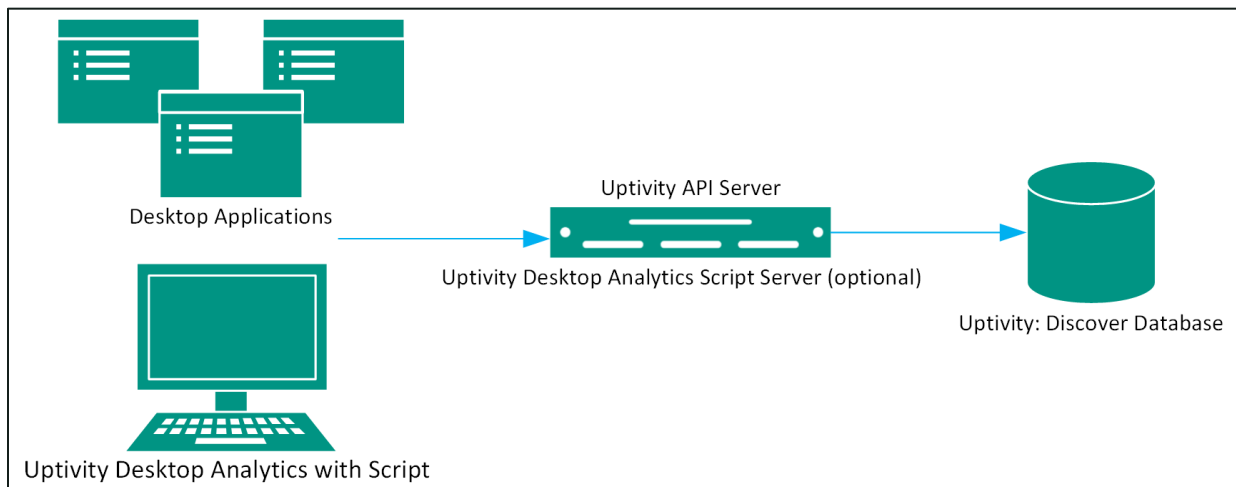 Desktop Applications
Uptivity Desktop Analytics with Script
Uptivity API Server
Uptivity Desktop Analytics Script Server (optional)
Uptivity: Discover Database